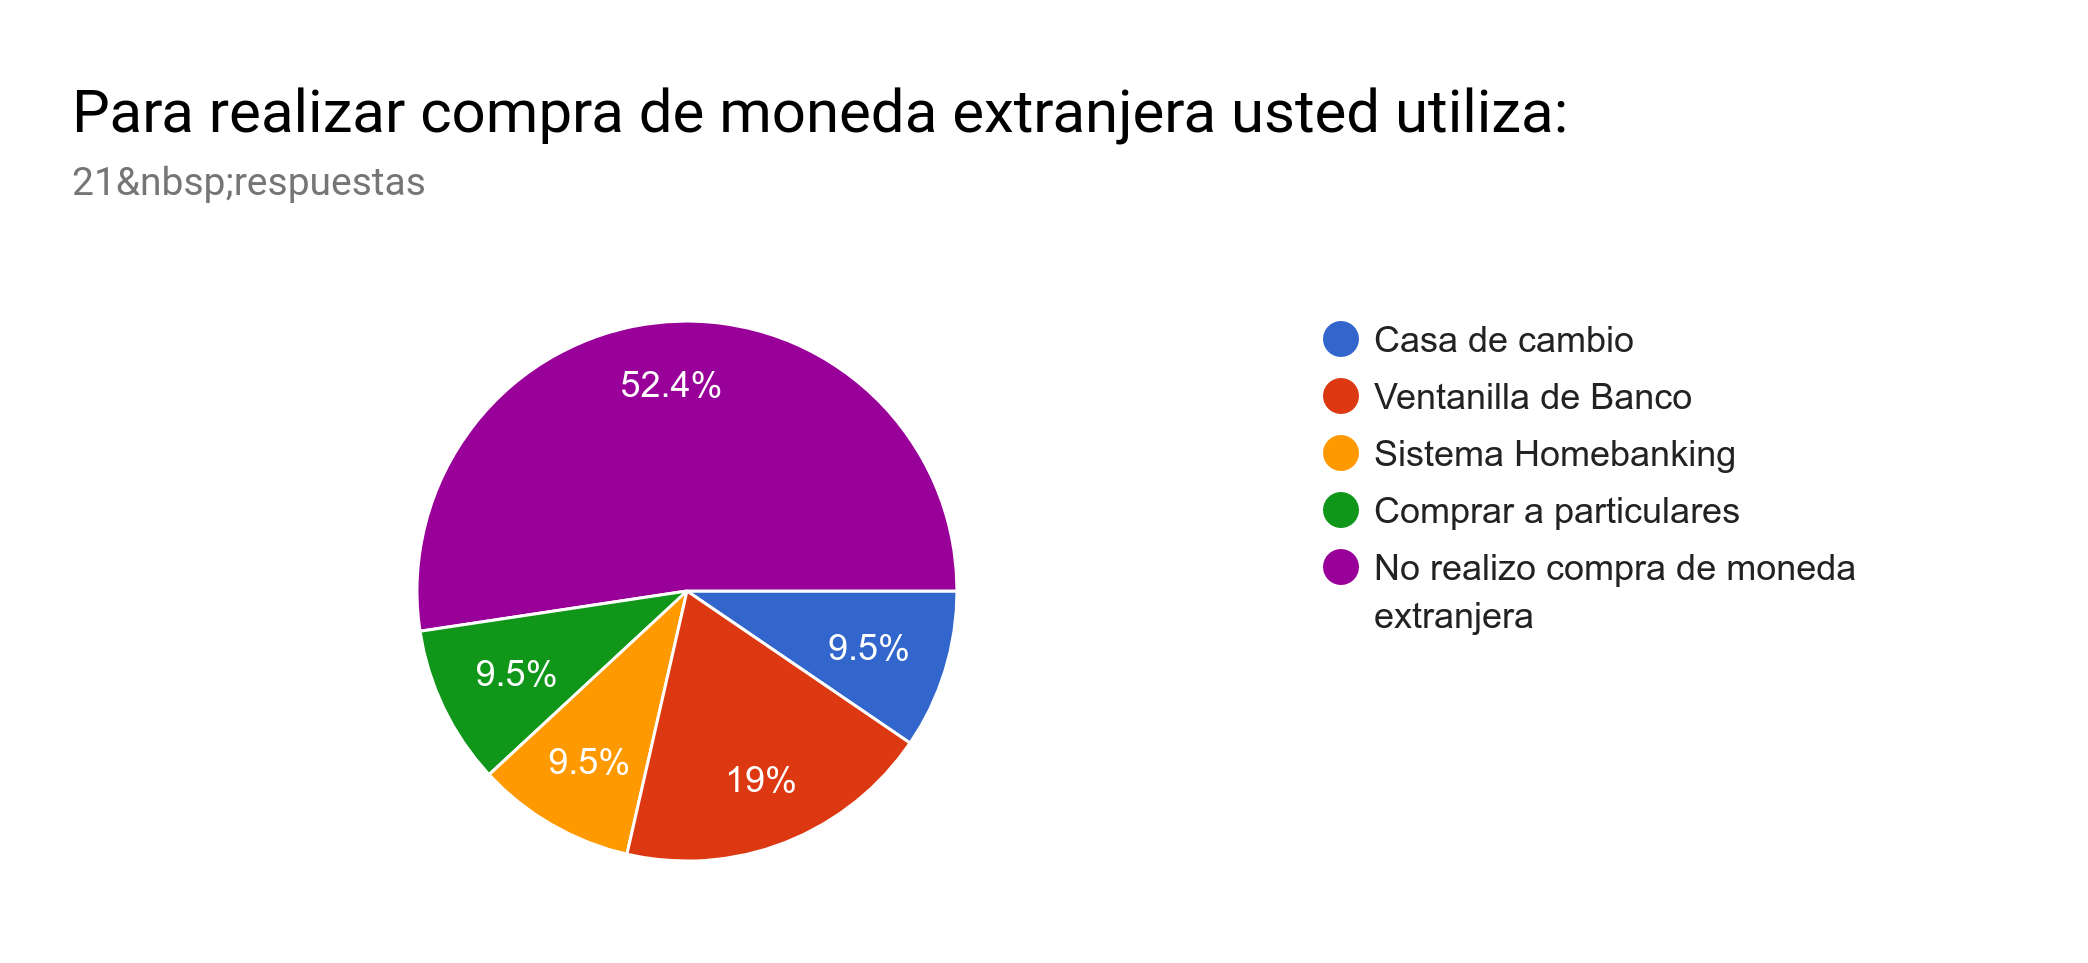 Para realizar compra de moneda extranjera usted utiliza:
21&nbsp;respuestas
52.4%
9.5%
9.5%
9.5%
19%
Casa de cambio
Ventanilla de Banco
Sistema Homebanking
Comprar a particulares
No realizo compra de moneda
extranjera